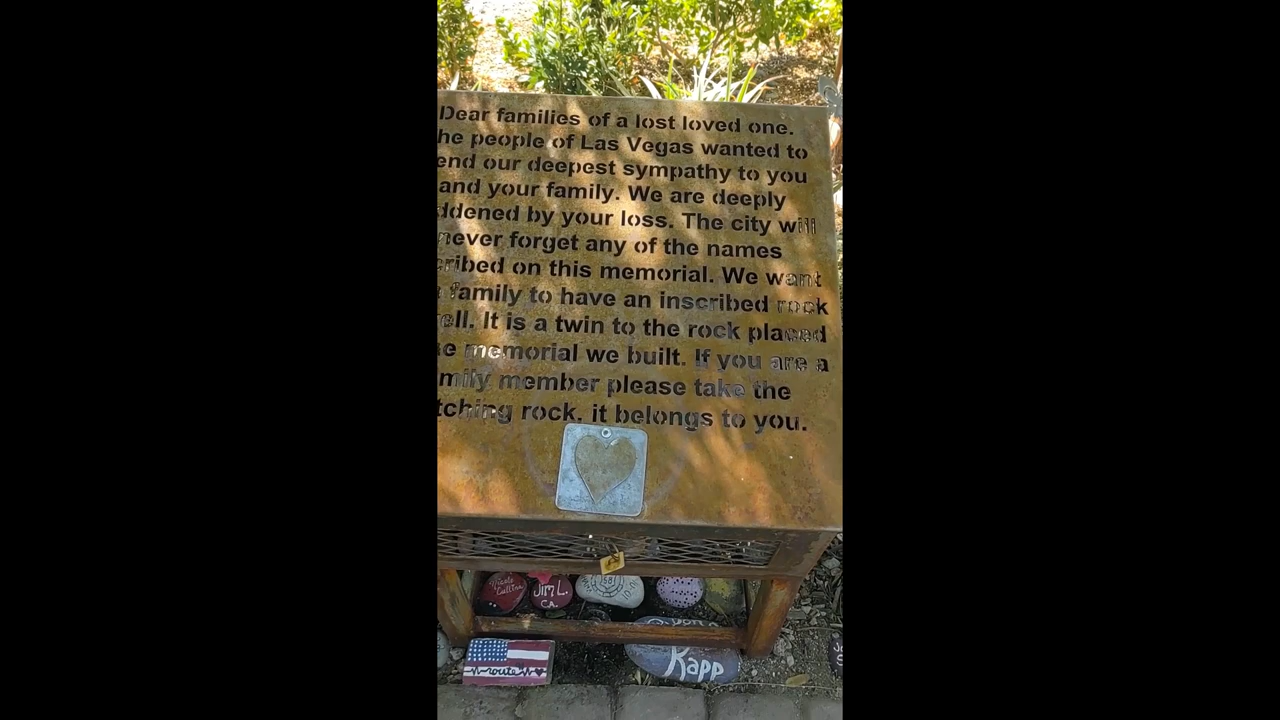 Dear families of a lost loved one.
he people of Las Vegas wanted to
end our deepest sympathy to you
and your family. We are deeply
ddened by your loss. The city will
never forget any of the names
cribed on this memorial. We want
family to have an inscribed rock
ell. It is a twin to the rock placed
e memorial we built. If you are a
mily member please take the
tching rock, it belongs to you.
Jim L.
CA.
58
Kapp